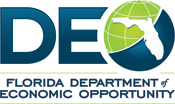 DEO
FLORIDA DEPARTMENT of
ECONOMIC OPPORTUNITY